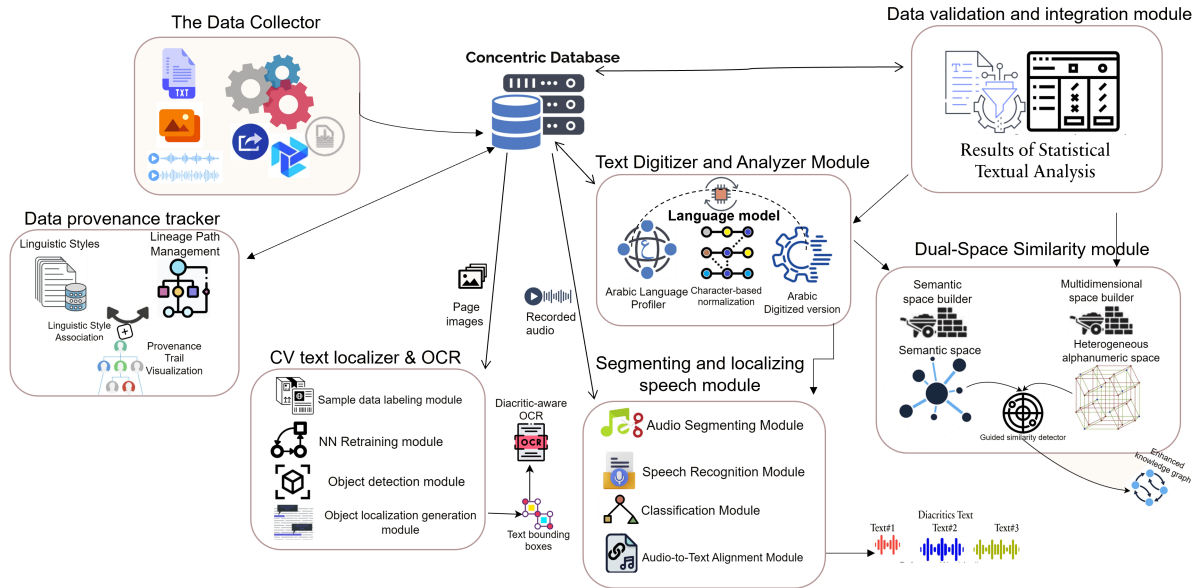 The Data Collector
TXT
Concentric Database
Data validation and integration module
T
Results of Statistical
Textual Analysis
Data provenance tracker
Linguistic Styles
Lineage Path
Management
Linguistic Style
Association
Provenance
Trail
Visualization
Text Digitizer and Analyzer Module
Language model
ع
Arabic Language
Profiler
Character-based
normalization
Arabic
Digitized version
Dual-Space Similarity module
Semantic
space builder
Multidimensional
space builder
Semantic space
Heterogeneous
alphanumeric space
Guided similarity detector
Enhanced
knowledge graph
Page
images
Recorded
audio
CV text localizer & OCR
Sample data labeling module
NN Retraining module
Object detection module
Object localization generation
module
Diacritic-aware
OCR
OCR
Text bounding
boxes
Segmenting and localizing
speech module
Audio Segmenting Module
Speech Recognition Module
Classification Module
Audio-to-Text Alignment Module
Diacritics Text
Text#1
Text#2
Text#3